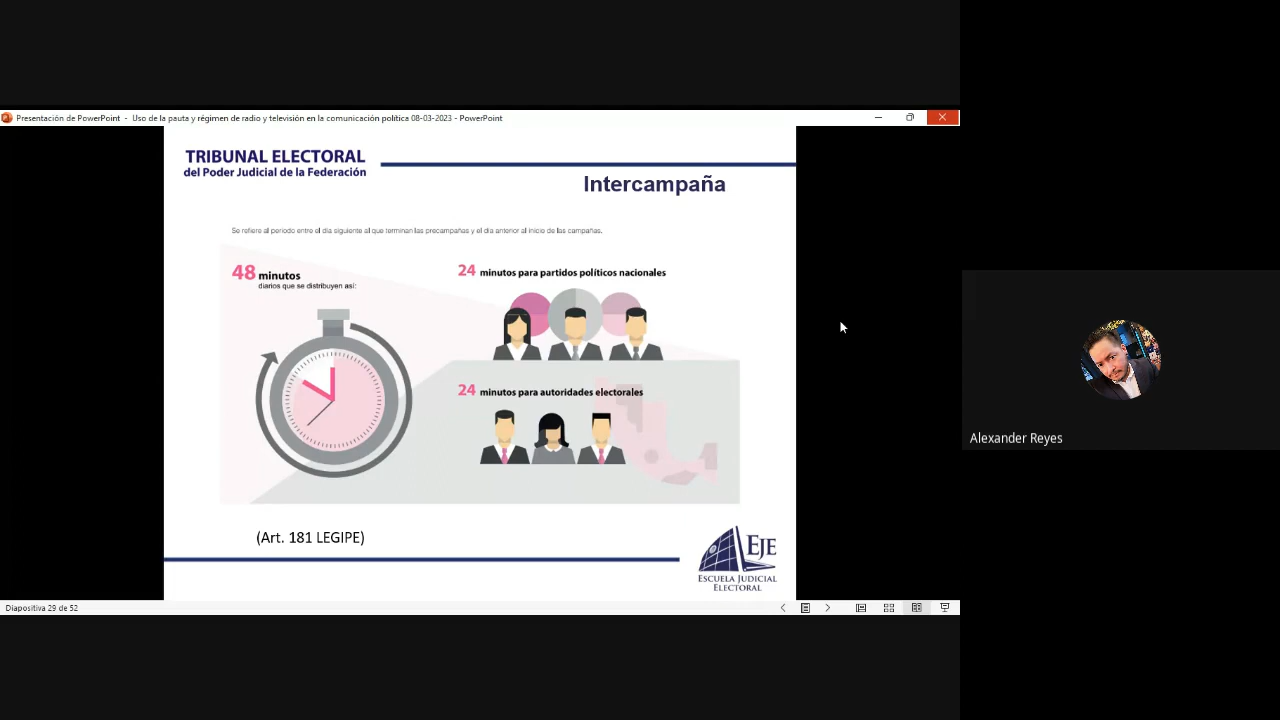 Presentación de PowerPoint - Uso de la pauta y régimen de radio y televisión en la comunicación política 08-03-2023 - PowerPoint
TRIBUNAL ELECTORAL
del Poder Judicial de la Federación
Intercampaña
Se refiere al periodo entre el día siguiente al que terminan las precampañas y el día anterior al inicio de las campañas.
48 minutos
diarios que se distribuyen así:
24 minutos para partidos políticos nacionales
24 minutos para autoridades electorales
Alexander Reyes
(Art. 181 LEGIPE)
EJE
ESCUELA JUDICIAL
ELECTORAL
Diapositiva 29 de 52